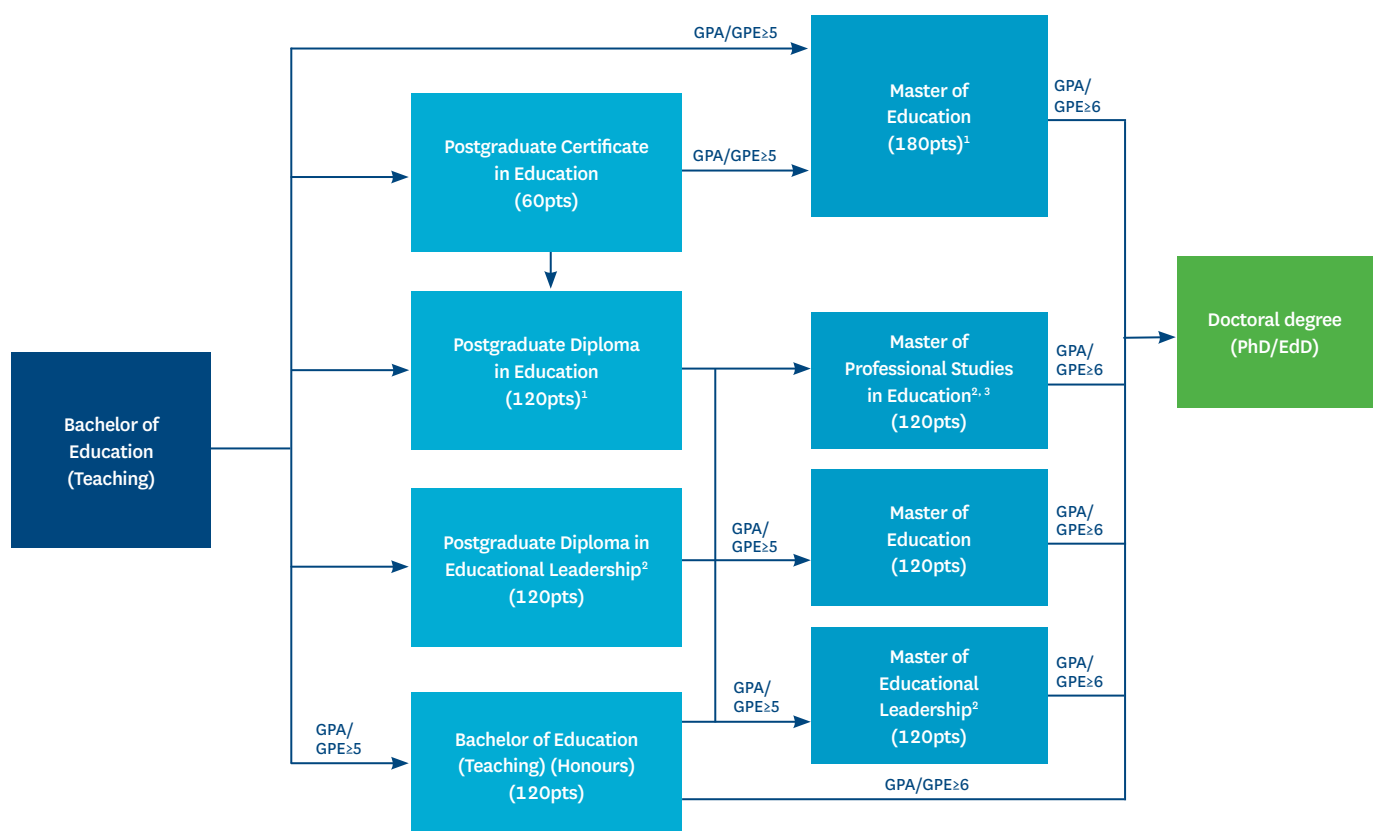 GPA/GPE≥5
Master of
Education
(180pts)¹
GPA/
GPE≥6
Postgraduate Certificate
in Education
(60pts)
GPA/GPE≥5
Postgraduate Diploma
in Education
(120pts)¹
Master of
Professional Studies
in Education²,³
(120pts)
GPA/
GPE≥6
Doctoral degree
(PhD/EdD)
Bachelor of
Education
(Teaching)
Postgraduate Diploma in
Educational Leadership²
(120pts)
GPA/
GPE≥5
Master of
Education
(120pts)
GPA/
GPE≥6
GPA/
GPE≥5
Bachelor of Education
(Teaching) (Honours)
(120pts)
GPA/
GPE≥5
Master of
Educational
Leadership²
(120pts)
GPA/
GPE≥6
GPA/GPE≥6